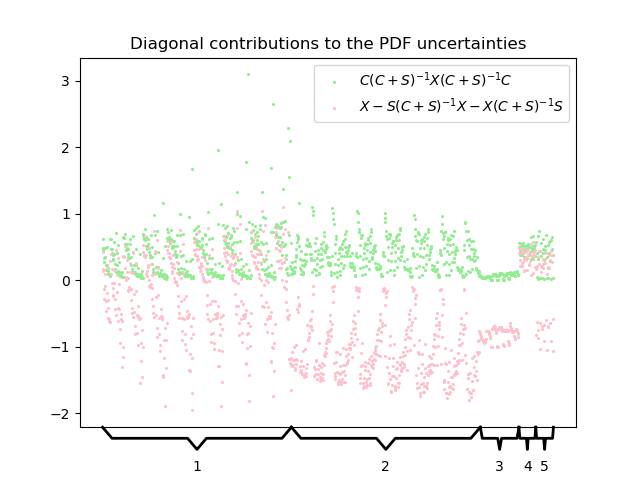 Diagonal contributions to the PDF uncertainties
C(C + S)⁻¹X(C + S)⁻¹C
X − S(C + S)⁻¹X − X(C + S)⁻¹S
3
2
1
0
−1
−2
1 2 3 4 5